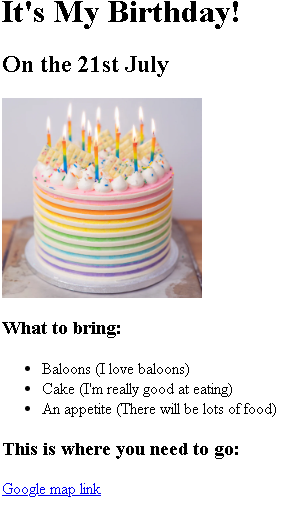 It's My Birthday!
On the 21st July
What to bring:
Baloons (I love baloons)
Cake (I'm really good at eating)
An appetite (There will be lots of food)
This is where you need to go:
Google map link